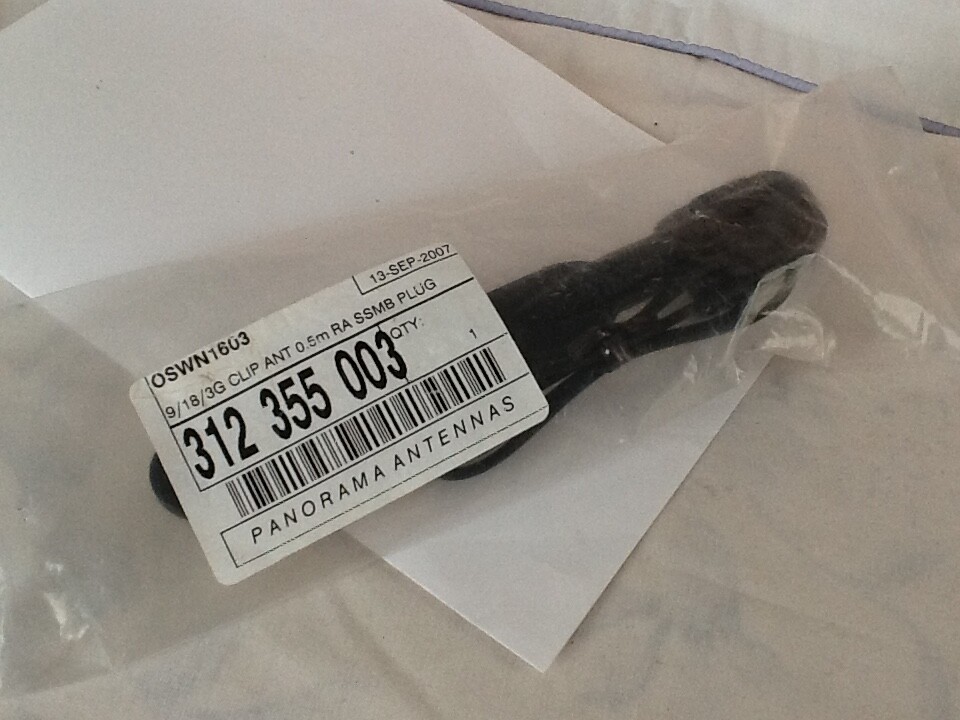 13-SEP-2007
OSWN1603
9/18/3G CLIP ANT 0.5m RA SSMB PLUG
QTY: 1
312 355 003
PANORAMA ANTENNAS